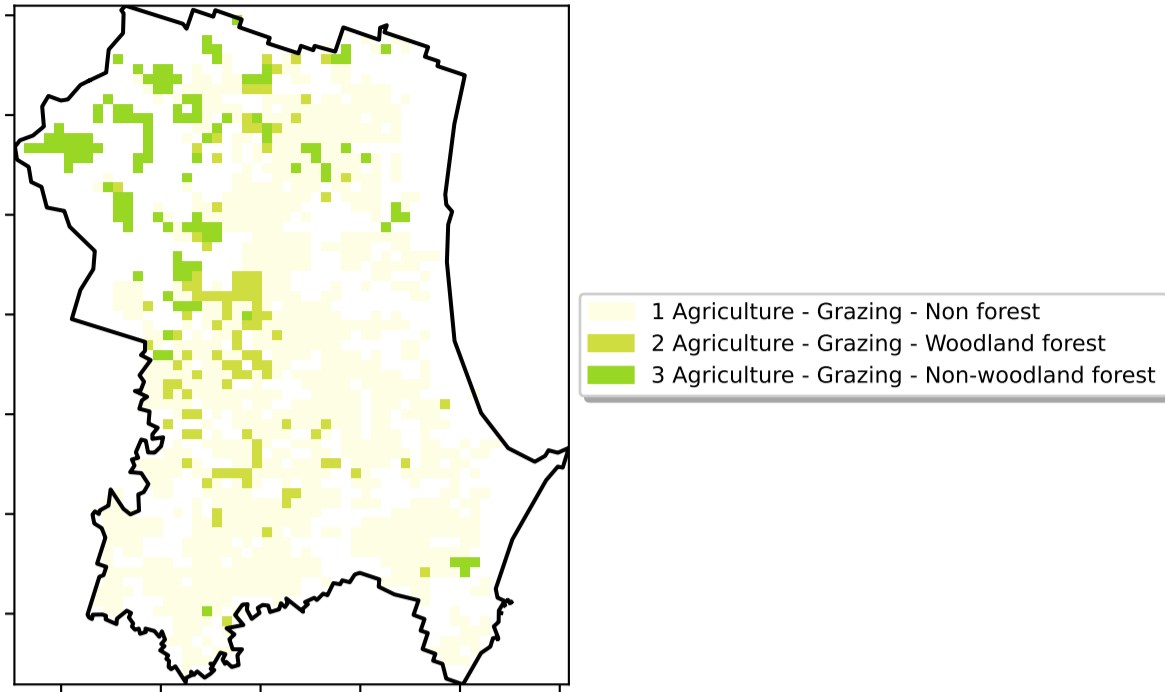 1 Agriculture - Grazing - Non forest
2 Agriculture - Grazing - Woodland forest
3 Agriculture - Grazing - Non-woodland forest